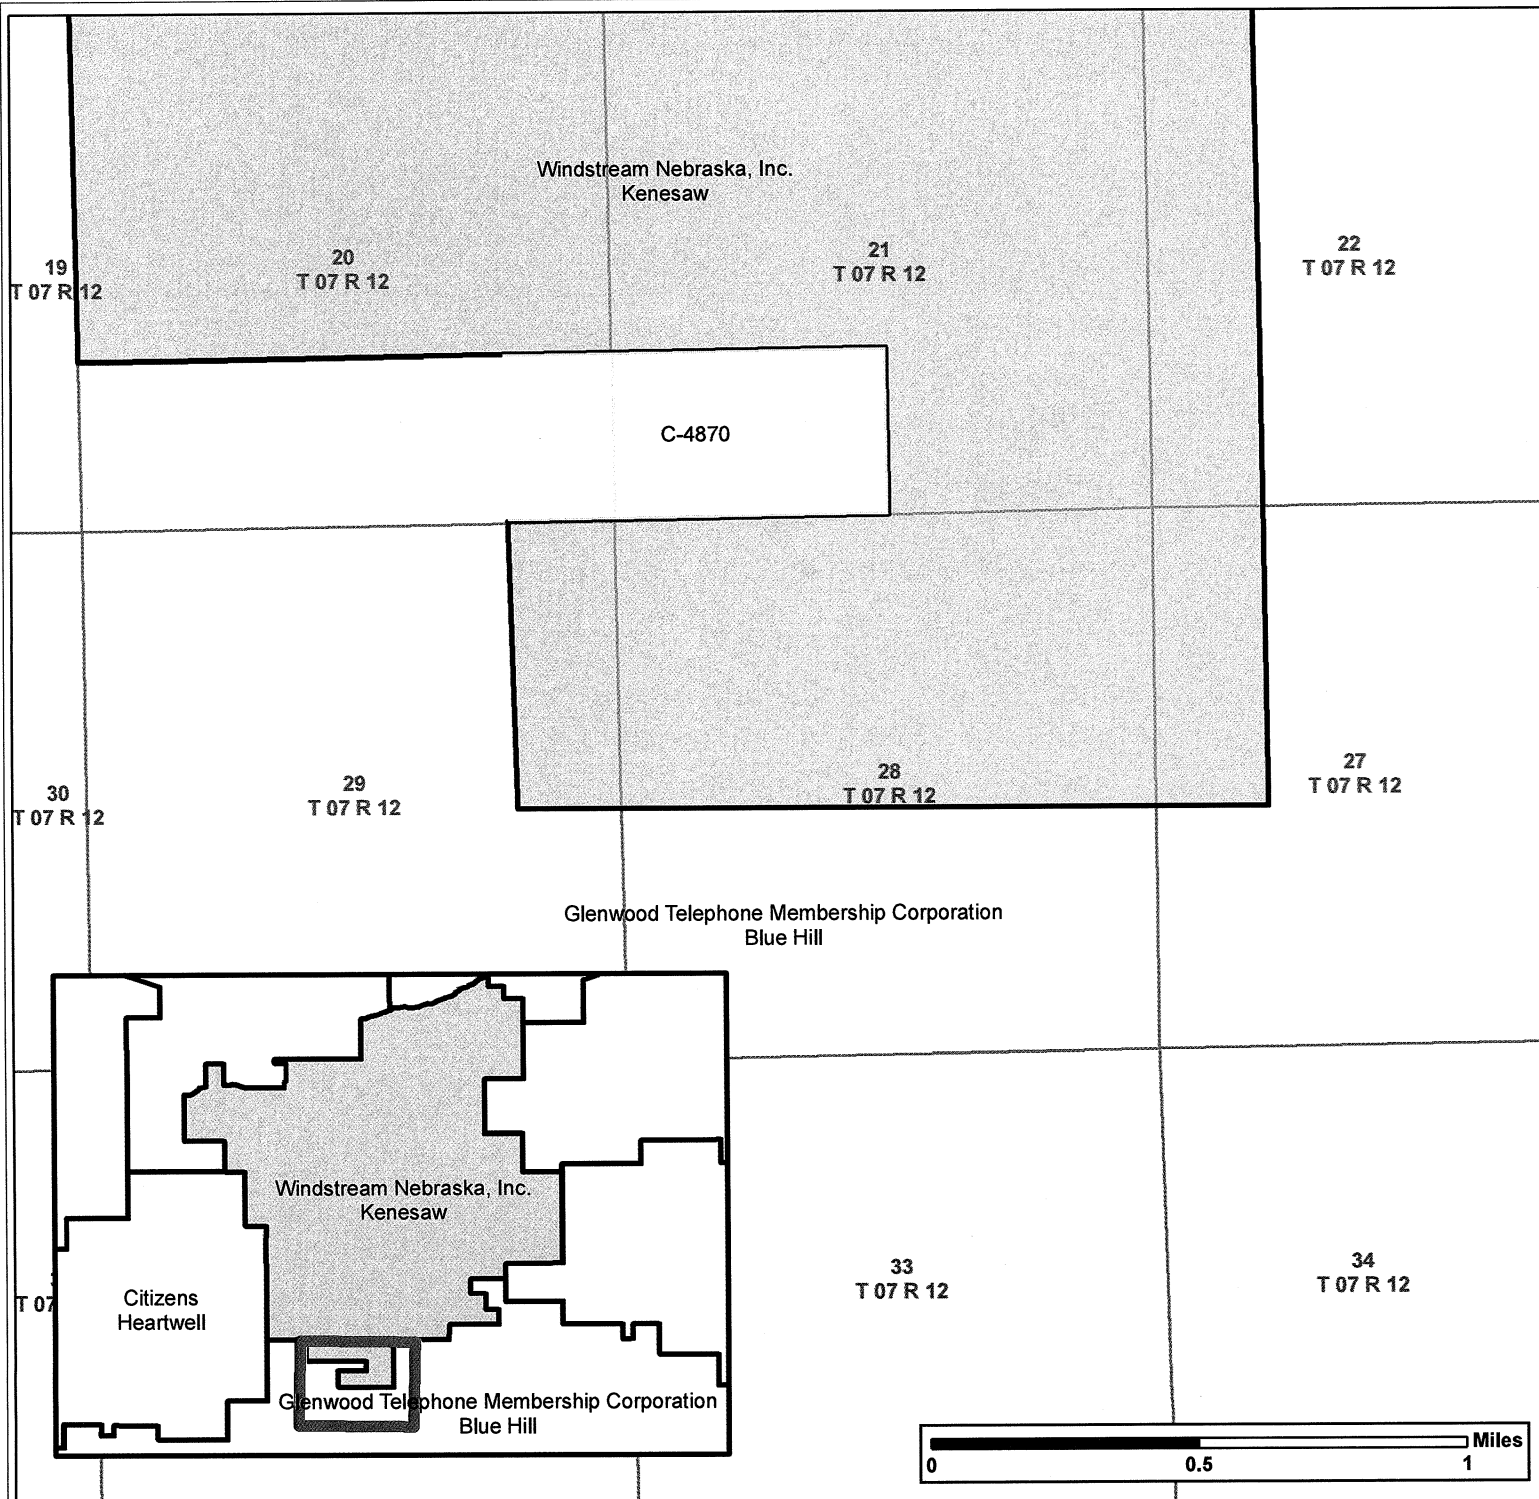 Windstream Nebraska, Inc.
Kenesaw
19
T 07 R 12
20
T 07 R 12
21
T 07 R 12
22
T 07 R 12
C-4870
30
T 07 R 12
29
T 07 R 12
28
T 07 R 12
27
T 07 R 12
Glenwood Telephone Membership Corporation
Blue Hill
Windstream Nebraska, Inc.
Kenesaw
Citizens
Heartwell
T 07
33
T 07 R 12
34
T 07 R 12
Glenwood Telephone Membership Corporation
Blue Hill
Miles
0
0.5
1